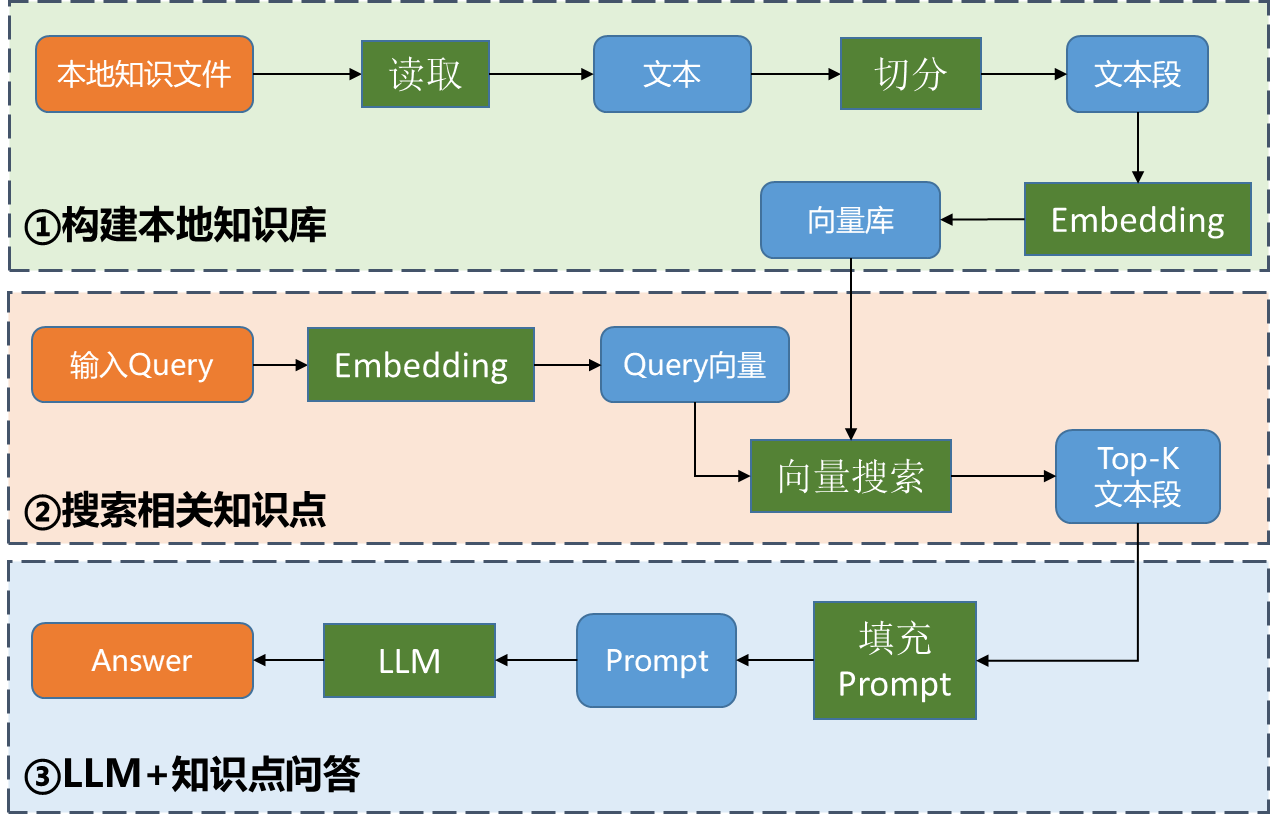 本地知识文件
读取
文本
切分
文本段
Embedding
向量库
①构建本地知识库
输入Query
Embedding
Query向量
向量搜索
Top-K
文本段
②搜索相关知识点
填充
Prompt
Prompt
LLM
Answer
③LLM+知识点问答